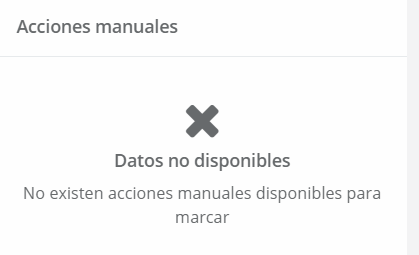 Acciones manuales
Datos no disponibles
No existen acciones manuales disponibles para
marcar